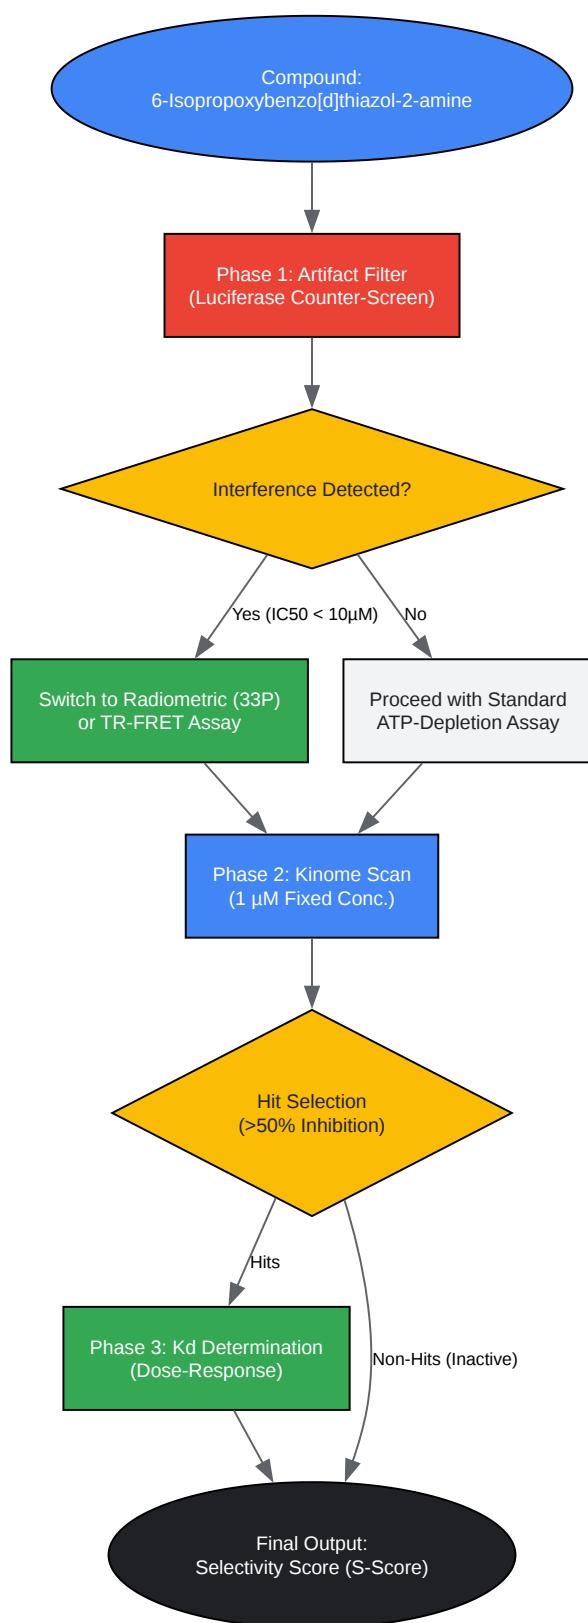 Compound:
6-Isopropoxybenzo[d]thiazol-2-amine
Phase 1: Artifact Filter
(Luciferase Counter-Screen)
Interference Detected?
Yes (IC50 < 10µM)
No
Switch to Radiometric (33P)
or TR-FRET Assay
Proceed with Standard
ATP-Depletion Assay
Phase 2: Kinome Scan
(1 µM Fixed Conc.)
Hit Selection
(>50% Inhibition)
Hits
Phase 3: Kd Determination
(Dose-Response)
Non-Hits (Inactive)
Final Output:
Selectivity Score (S-Score)